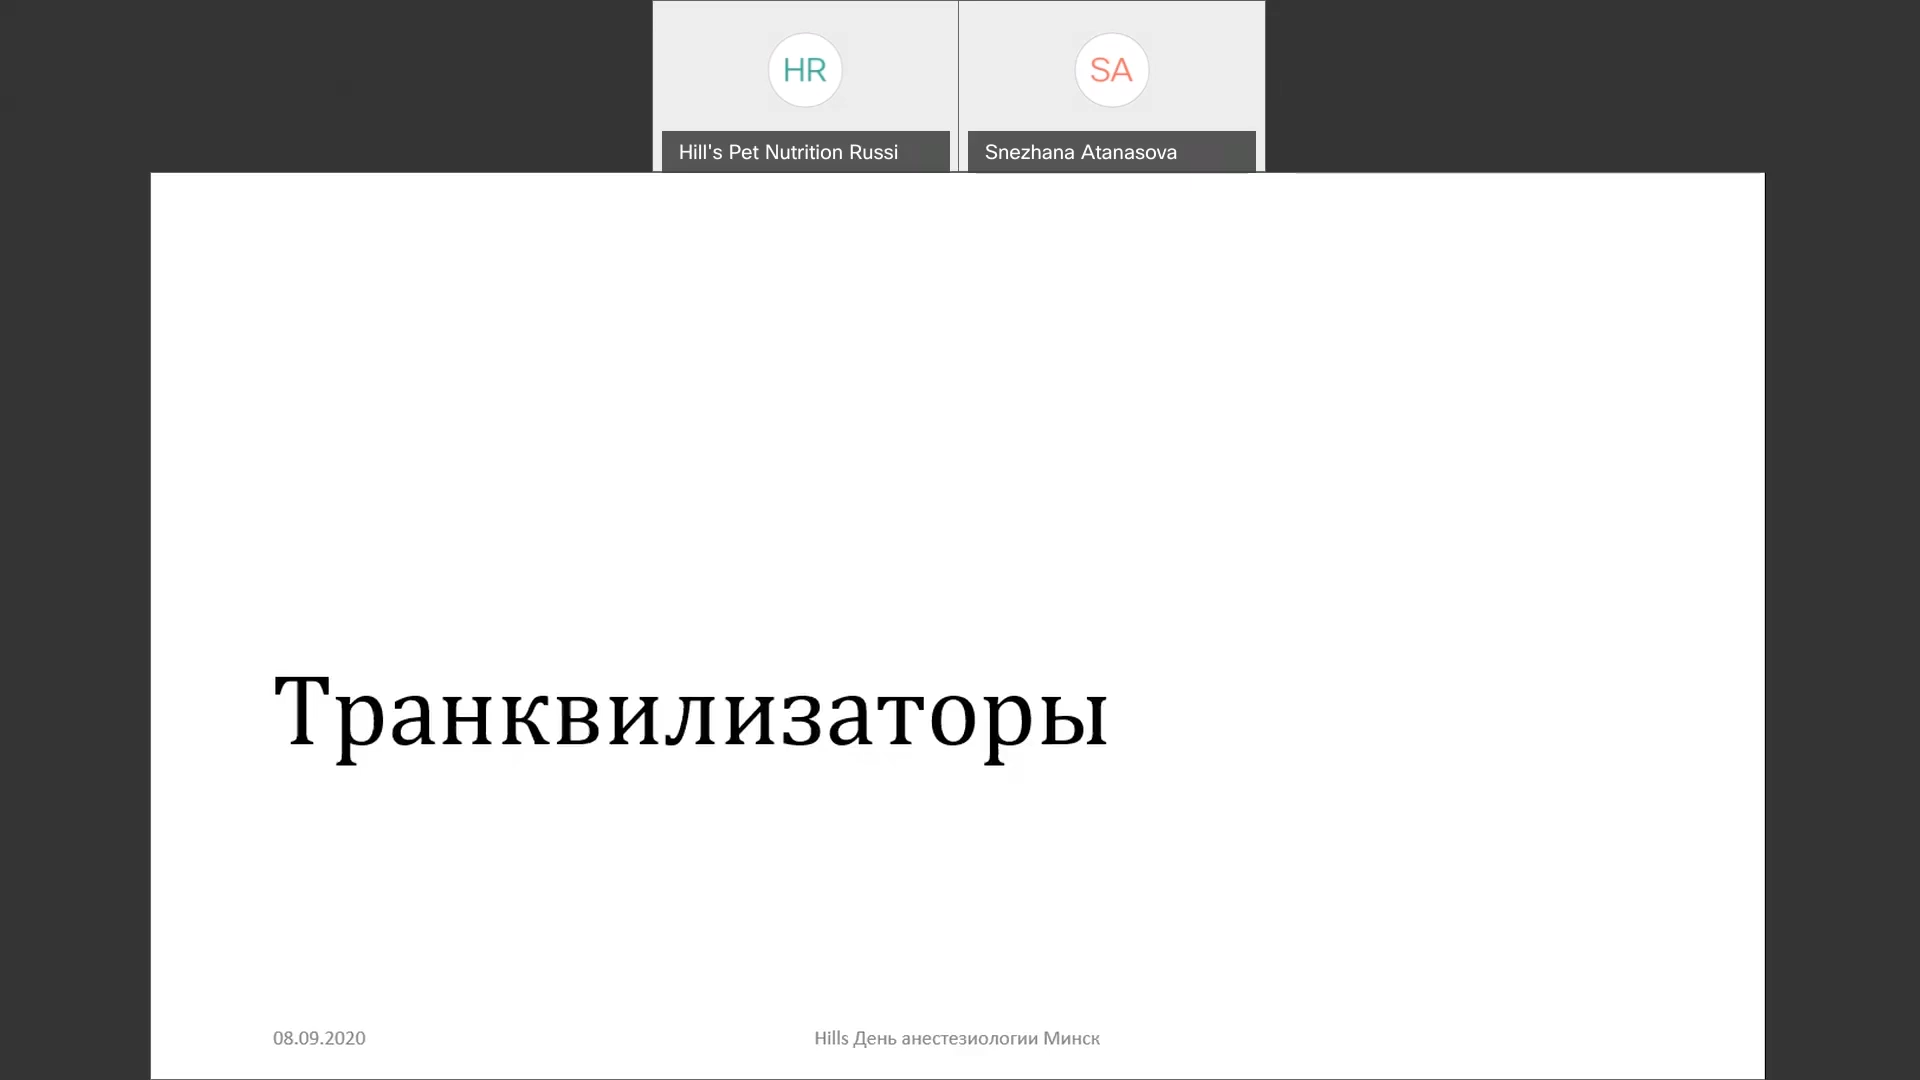 HR
SA
Hill's Pet Nutrition Russi
Snezhana Atanasova
Транквилизаторы
08.09.2020
Hills День анестезиологии Минск